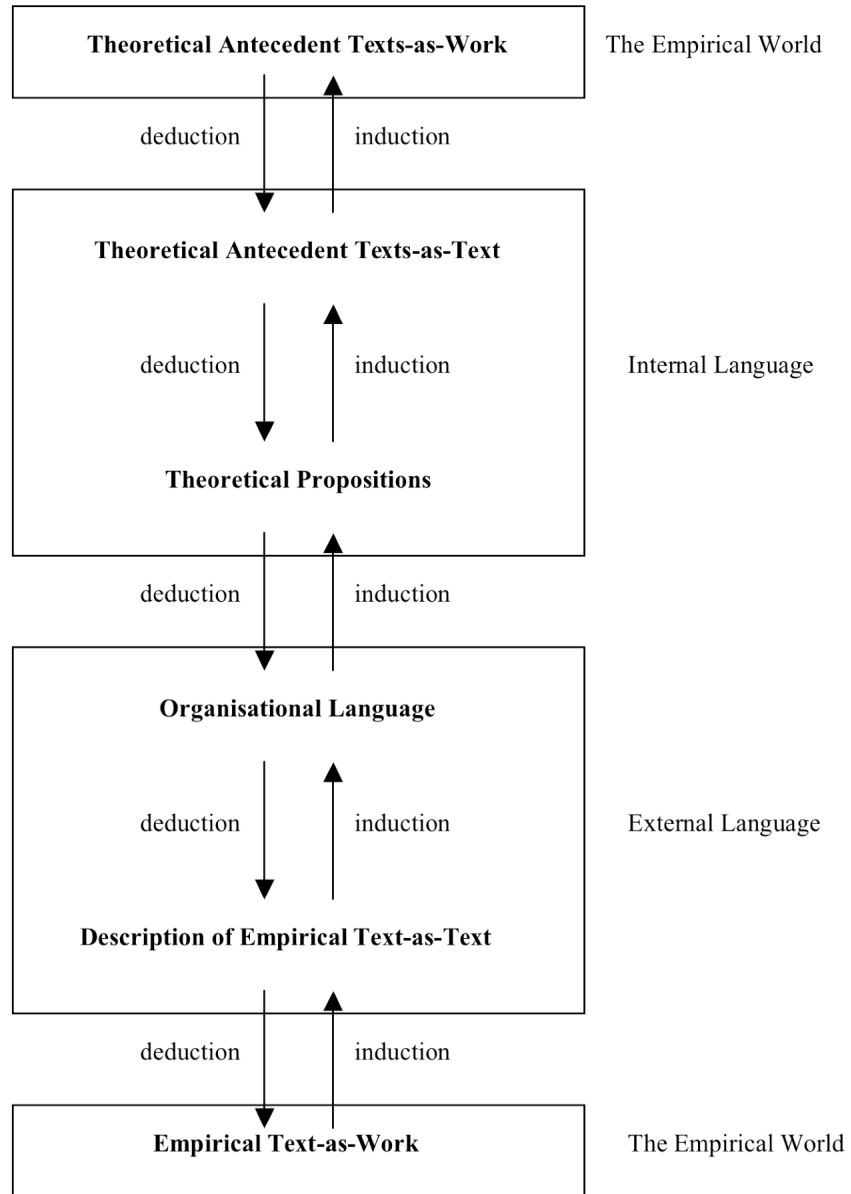 Theoretical Antecedent Texts-as-Work The Empirical World
deduction induction
Theoretical Antecedent Texts-as-Text
deduction induction Internal Language
Theoretical Propositions
deduction induction
Organisational Language
deduction induction External Language
Description of Empirical Text-as-Text
deduction induction
Empirical Text-as-Work The Empirical World